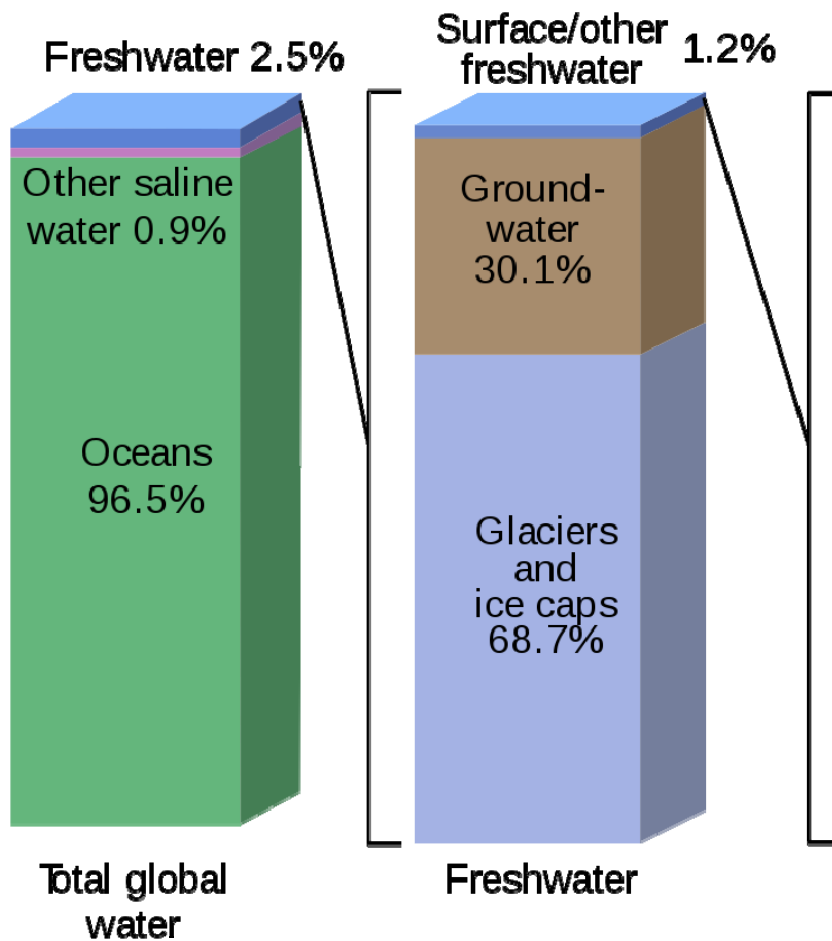 Freshwater 2.5%
Other saline
water 0.9%
Oceans
96.5%
Total global
water
Surface/other
freshwater
1.2%
Ground-
water
30.1%
Glaciers
and
ice caps
68.7%
Freshwater